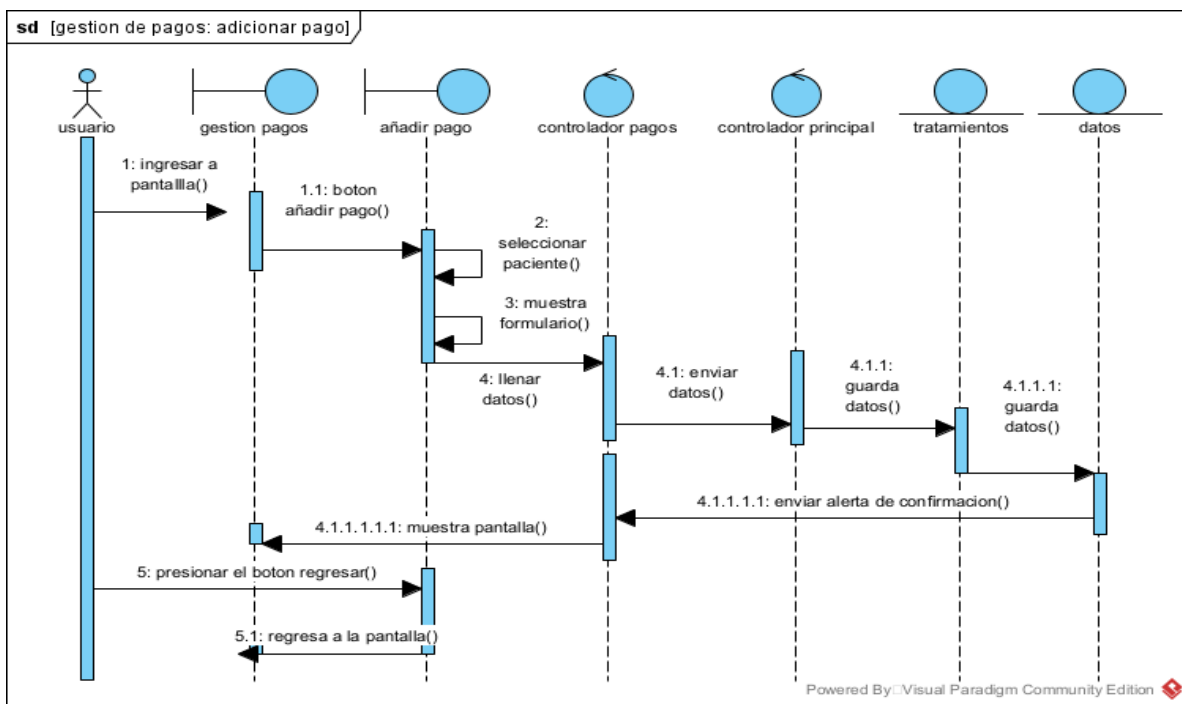 sd [gestion de pagos: adicionar pago]
usuario
gestion pagos
añadir pago
controlador pagos
controlador principal
tratamientos
datos
1: ingresar a
pantallla()
1.1: boton
añadir pago()
2:
seleccionar
paciente()
3: muestra
formulario()
4: llenar
datos()
4.1: enviar
datos()
4.1.1:
guarda
datos()
4.1.1.1:
guarda
datos()
4.1.1.1.1: enviar alerta de confirmacion()
4.1.1.1.1.1: muestra pantalla()
5: presionar el boton regresar()
5.1: regresa a la pantalla()
Powered By Visual Paradigm Community Edition